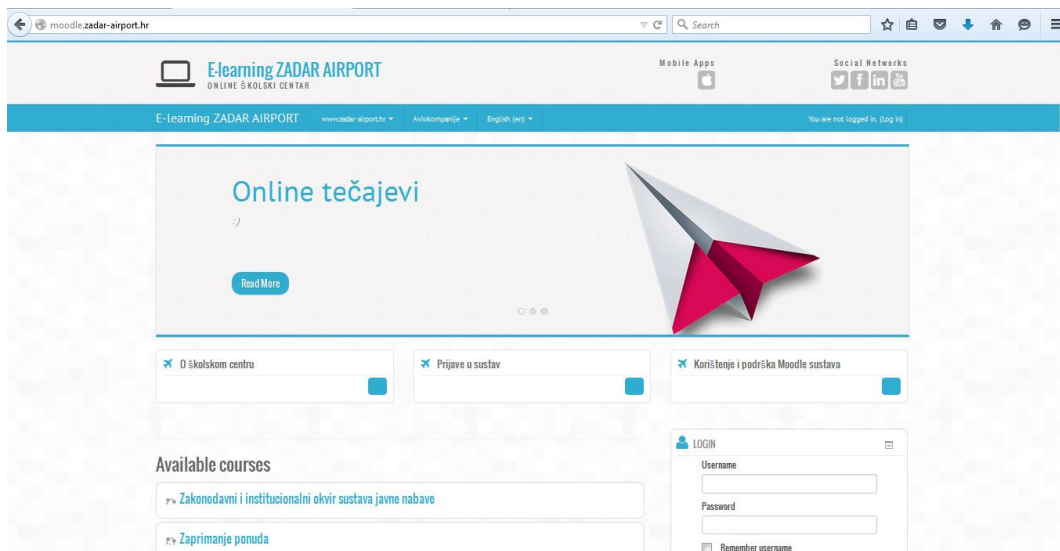 moodle.zadar-airport.hr
Search
E-learning ZADAR AIRPORT
ONLINE ŠKOLSKI CENTAR
Mobile Apps
Social Networks
You Tube
E-learning ZADAR AIRPORT www.zadar-airport.hr Aviokompanije English (en) You are not logged in. (Log in)
Online tečajevi
:)
Read More
O školskom centru
Prijave u sustav
Korištenje i podrška Moodle sustava
Available courses
Zakonodavni i institucionalni okvir sustava javne nabave
Zaprimanje ponuda
LOGIN
Username
Password
Remember username